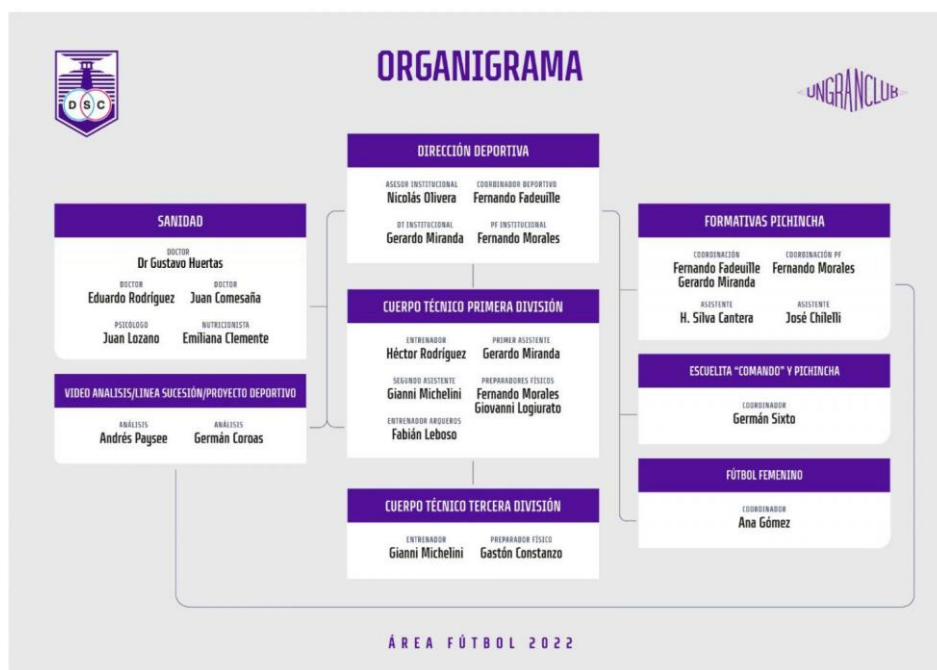 ORGANIGRAMA
DSC
UNGRANCLUB
DIRECCIÓN DEPORTIVA
ASESOR INSTITUCIONAL
Nicolás Olivera
COORDINADOR DEPORTIVO
Fernando Fadeuille
DT INSTITUCIONAL
Gerardo Miranda
PF INSTITUCIONAL
Fernando Morales
SANIDAD
DOCTOR
Dr Gustavo Huertas
DOCTOR
Eduardo Rodríguez
DOCTOR
Juan Comesaña
PSICÓLOGO
Juan Lozano
NUTRICIONISTA
Emiliana Clemente
VIDEO ANALISIS/LINEA SUCESIÓN/PROYECTO DEPORTIVO
ANÁLISIS
Andrés Paysee
ANÁLISIS
Germán Coroas
CUERPO TÉCNICO PRIMERA DIVISIÓN
ENTRENADOR
Héctor Rodríguez
PRIMER ASISTENTE
Gerardo Miranda
SEGUNDO ASISTENTE
Gianni Michelini
PREPARADORES FÍSICOS
Fernando Morales
Giovanni Logiurato
ENTRENADOR ARQUEROS
Fabián Leboso
CUERPO TÉCNICO TERCERA DIVISIÓN
ENTRENADOR
Gianni Michelini
PREPARADOR FÍSICO
Gastón Constanzo
FORMATIVAS PICHINCHA
COORDINACIÓN
Fernando Fadeuille
Gerardo Miranda
COORDINACIÓN PF
Fernando Morales
ASISTENTE
H. Silva Cantera
ASISTENTE
José Chilelli
ESCUELITA "COMANDO" Y PICHINCHA
COORDINADOR
Germán Sixto
FÚTBOL FEMENINO
COORDINADOR
Ana Gómez
ÁREA FÚTBOL 2022